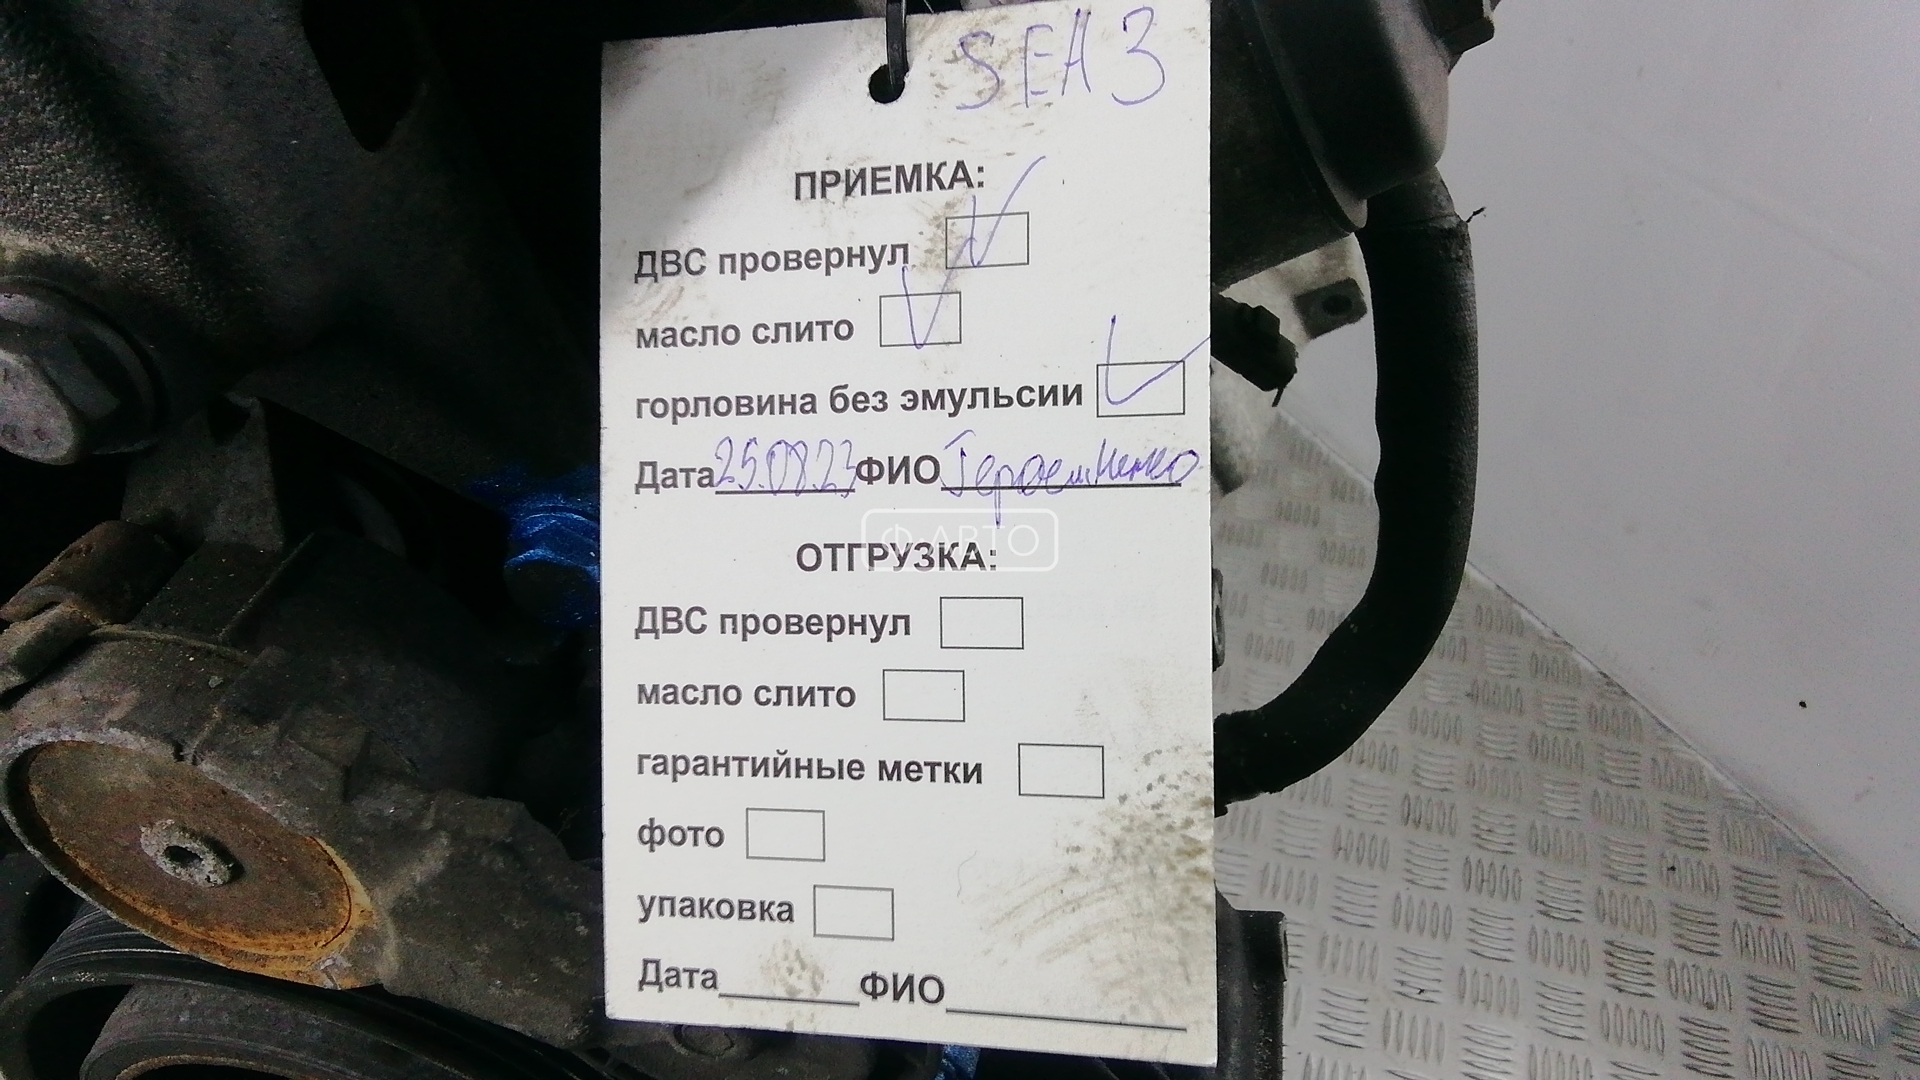 SEA3
ПРИЕМКА:
ДВС провернул
масло слито
горловина без эмульсии
Дата 25.08.23 ФИО
Ф-АВТО
ОТГРУЗКА:
ДВС провернул
масло слито
гарантийные метки
фото
упаковка
Дата ФИО